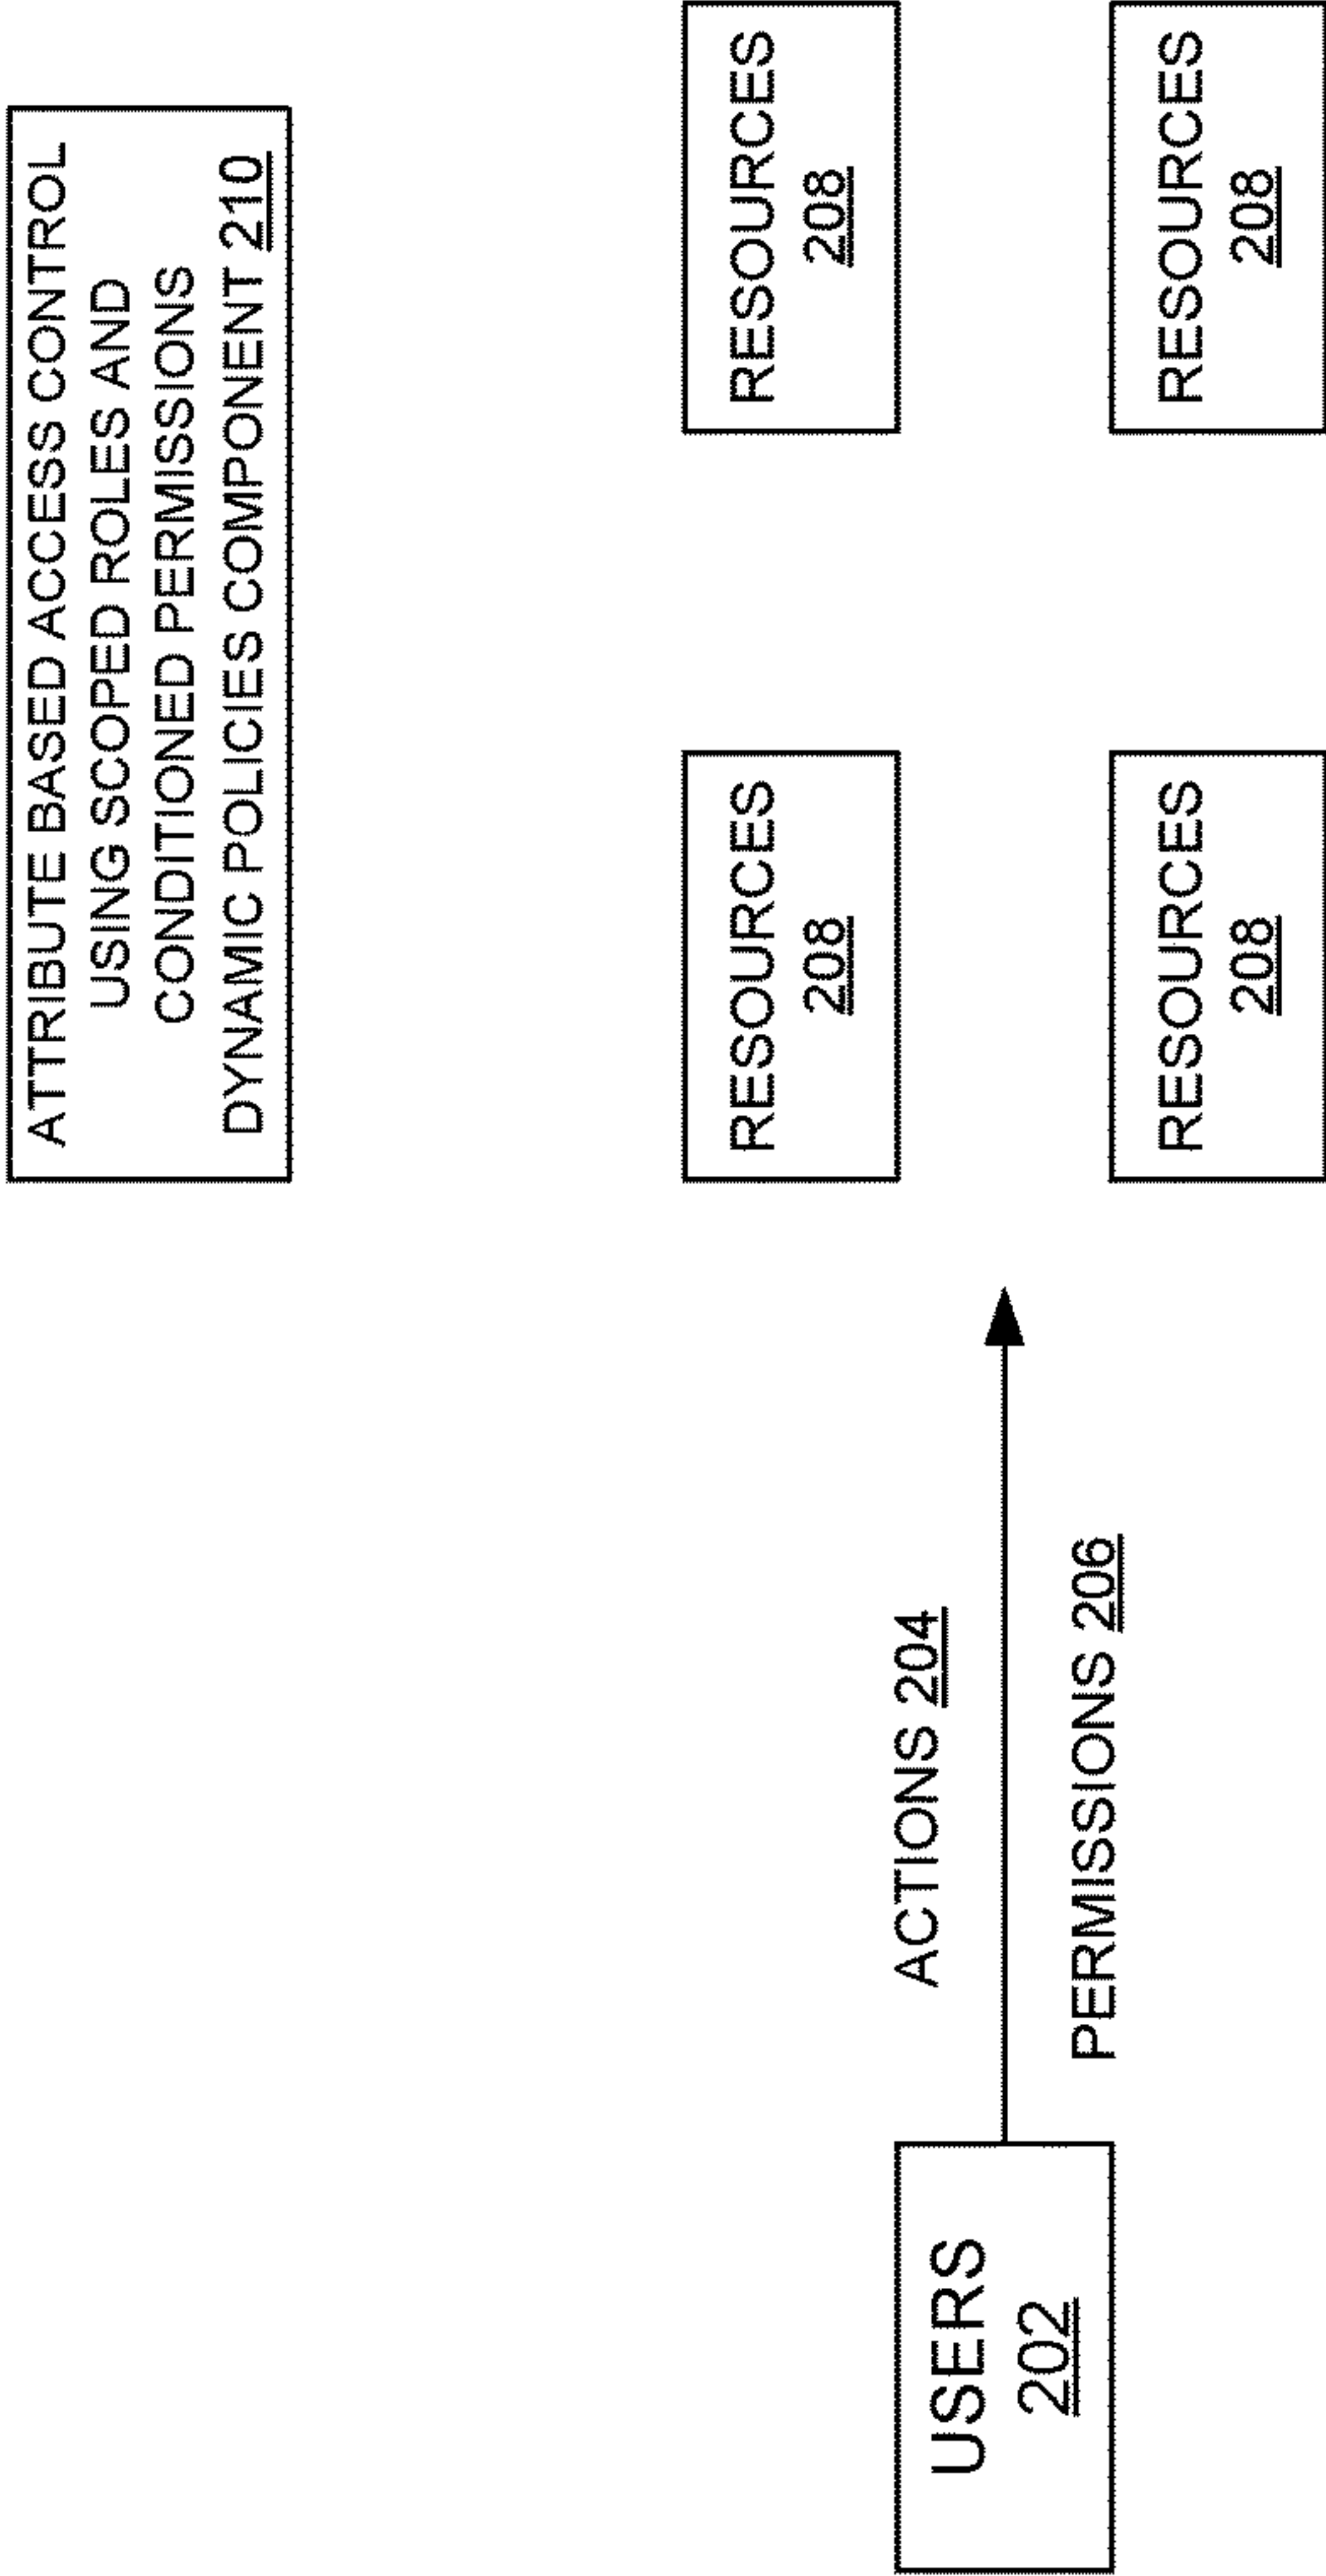 ATTRIBUTE BASED ACCESS CONTROL
USING SCOPED ROLES AND
CONDITIONED PERMISSIONS
DYNAMIC POLICIES COMPONENT 210
RESOURCES
208
RESOURCES
208
USERS
202
ACTIONS 204
PERMISSIONS 206
RESOURCES
208
RESOURCES
208